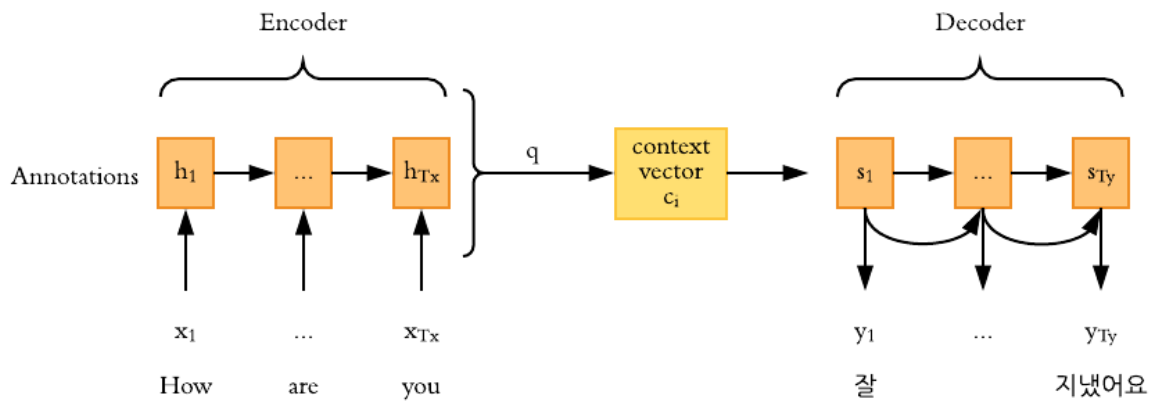 Encoder
Decoder
Annotations
h₁
...
hTx
q
context
vector
cᵢ
s₁
...
sTy
x₁
...
xTx
y₁
...
yTy
How
are
you
잘
지냈어요